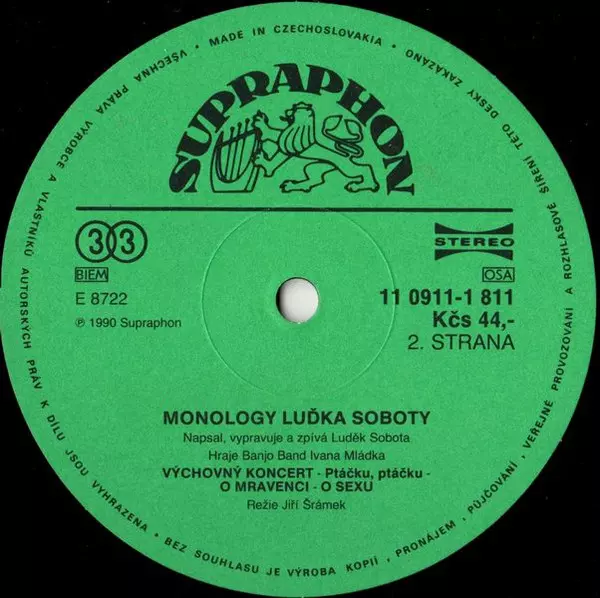 • MADE IN CZECHOSLOVAKIA •
VŠECHNA PRÁVA VÝROBCE A VLASTNÍKŮ AUTORSKÝCH PRÁV K DÍLU JSOU VYHRAZENA • BEZ SOUHLASU JE VÝROBA KOPIÍ, PRONÁJEM, PŮJČOVÁNÍ, VEŘEJNÉ PROVOZOVÁNÍ A ROZHLASOVÉ ŠÍŘENÍ TÉTO DESKY ZAKÁZÁNO
SUPRAPHON
33
STEREO
BIEM
OSA
E 8722
11 0911-1 811
℗ 1990 Supraphon
Kčs 44,-
2. STRANA
MONOLOGY LUĎKA SOBOTY
Napsal, vypravuje a zpívá Luděk Sobota
Hraje Banjo Band Ivana Mládka
VÝCHOVNÝ KONCERT - Ptáčku, ptáčku -
O MRAVENCI - O SEXU
Režie Jiří Šrámek